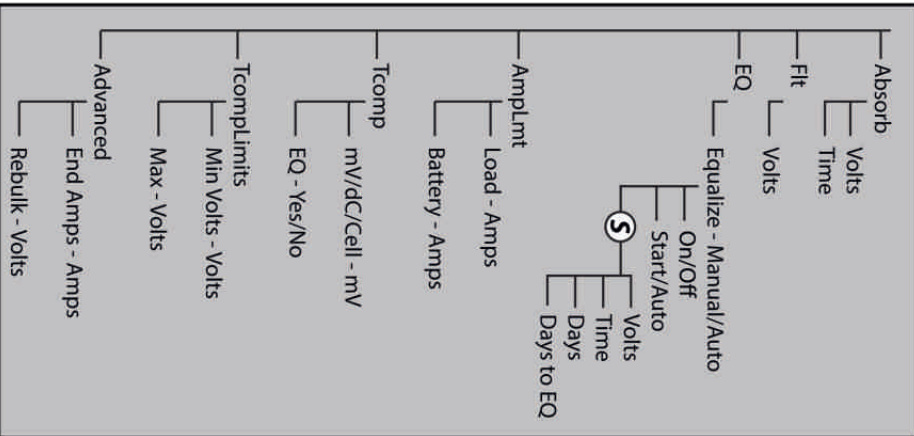 Absorb
Volts
Time
Flt
Volts
EQ
Equalize - Manual/Auto
On/Off
Start/Auto
S
Volts
Time
Days
Days to EQ
AmpLmt
Load - Amps
Battery - Amps
Tcomp
mV/dC/Cell - mV
EQ - Yes/No
TcompLimits
Min Volts - Volts
Max - Volts
Advanced
End Amps - Amps
Rebulk - Volts